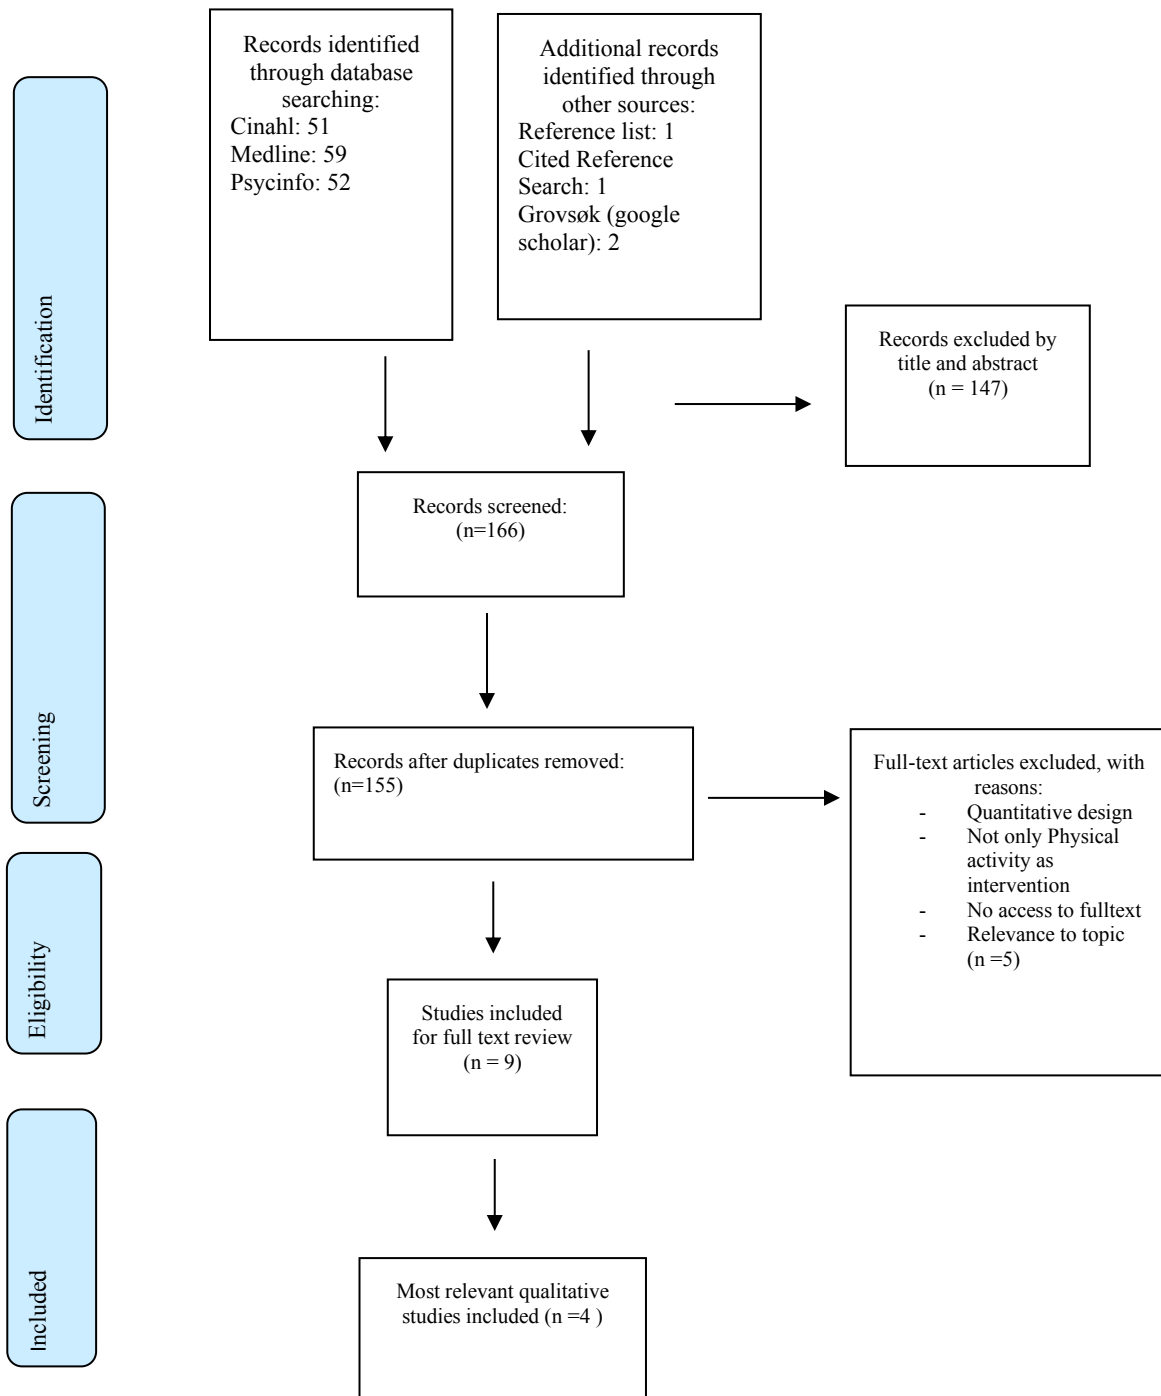 Records identified
through database
searching:
Cinahl: 51
Medline: 59
Psycinfo: 52
Additional records
identified through
other sources:
Reference list: 1
Cited Reference
Search: 1
Grovsøk (google
scholar): 2
Identification
Records excluded by
title and abstract
(n = 147)
Records screened:
(n=166)
Screening
Records after duplicates removed:
(n=155)
Full-text articles excluded, with
reasons:
- Quantitative design
- Not only Physical
activity as
intervention
- No access to fulltext
- Relevance to topic
(n =5)
Eligibility
Studies included
for full text review
(n = 9)
Included
Most relevant qualitative
studies included (n =4 )